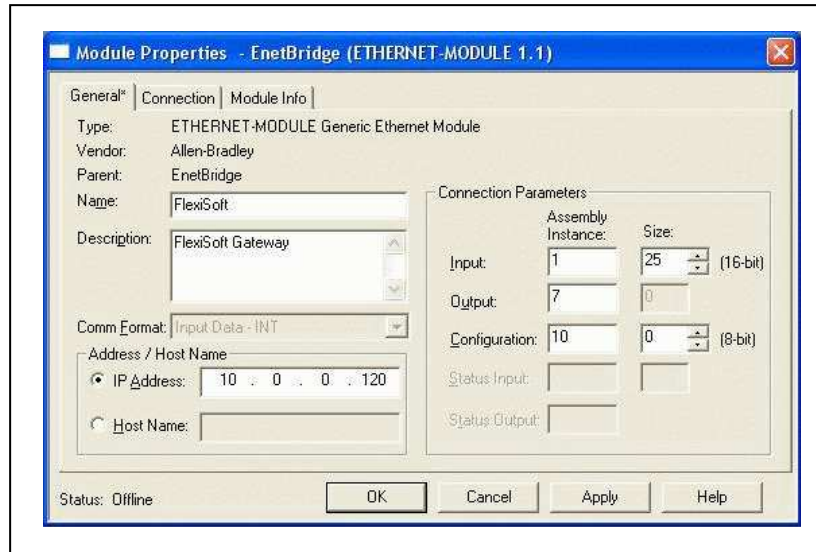 Module Properties - EnetBridge (ETHERNET-MODULE 1.1)
General* Connection Module Info
Type: ETHERNET-MODULE Generic Ethernet Module
Vendor: Allen-Bradley
Parent: EnetBridge
Name: FlexiSoft
Description: FlexiSoft Gateway
Comm Format: Input Data - INT
Address / Host Name
IP Address: 10 . 0 . 0 . 120
Host Name:
Connection Parameters
Assembly Instance: Size:
Input: 1 25 (16-bit)
Output: 7 0
Configuration: 10 0 (8-bit)
Status Input:
Status Output:
Status: Offline OK Cancel Apply Help